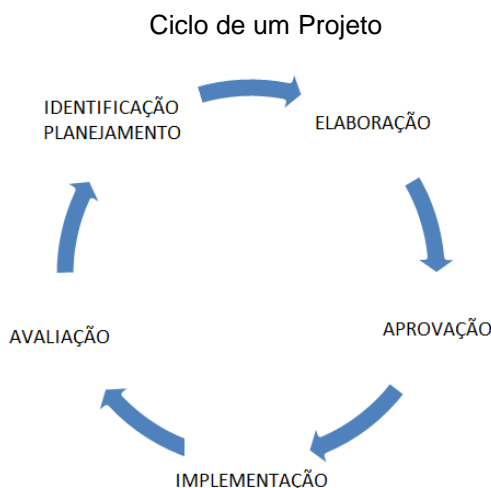 Ciclo de um Projeto
IDENTIFICAÇÃO
PLANEJAMENTO
ELABORAÇÃO
APROVAÇÃO
IMPLEMENTAÇÃO
AVALIAÇÃO